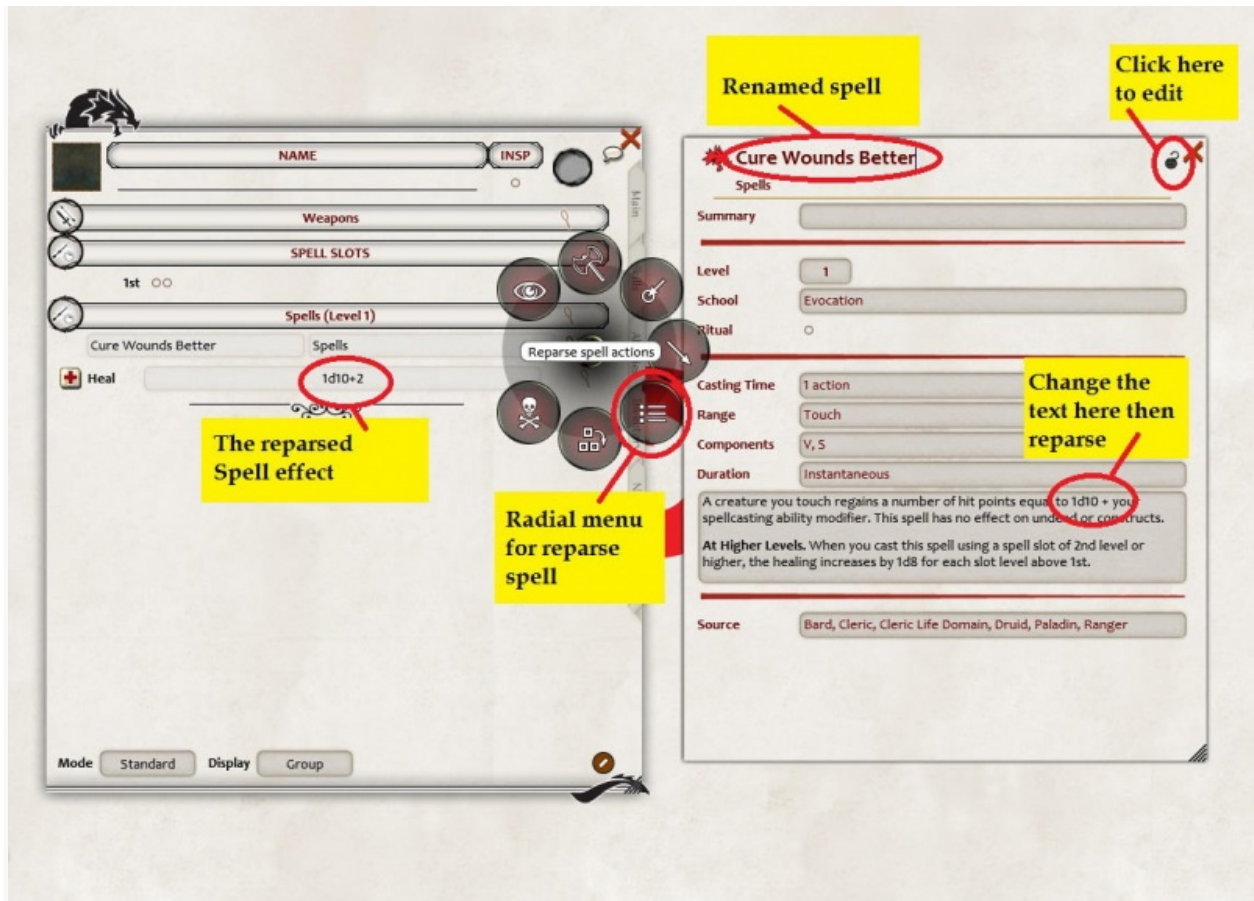 Renamed spell
Click here
to edit
NAME
INSP
Main
Weapons
SPELL SLOTS
1st
Spells (Level 1)
Cure Wounds Better
Spells
Heal
1d10+2
Reparse spell actions
The reparsed
Spell effect
Radial menu
for reparse
spell
Mode
Standard
Display
Group
Cure Wounds Better
Spells
Summary
Level
1
School
Evocation
Ritual
Casting Time
1 action
Range
Touch
Components
V, S
Duration
Instantaneous
Change the
text here then
reparse
A creature you touch regains a number of hit points equal to 1d10 + your
spellcasting ability modifier. This spell has no effect on undead or constructs.
At Higher Levels. When you cast this spell using a spell slot of 2nd level or
higher, the healing increases by 1d8 for each slot level above 1st.
Source
Bard, Cleric, Cleric Life Domain, Druid, Paladin, Ranger